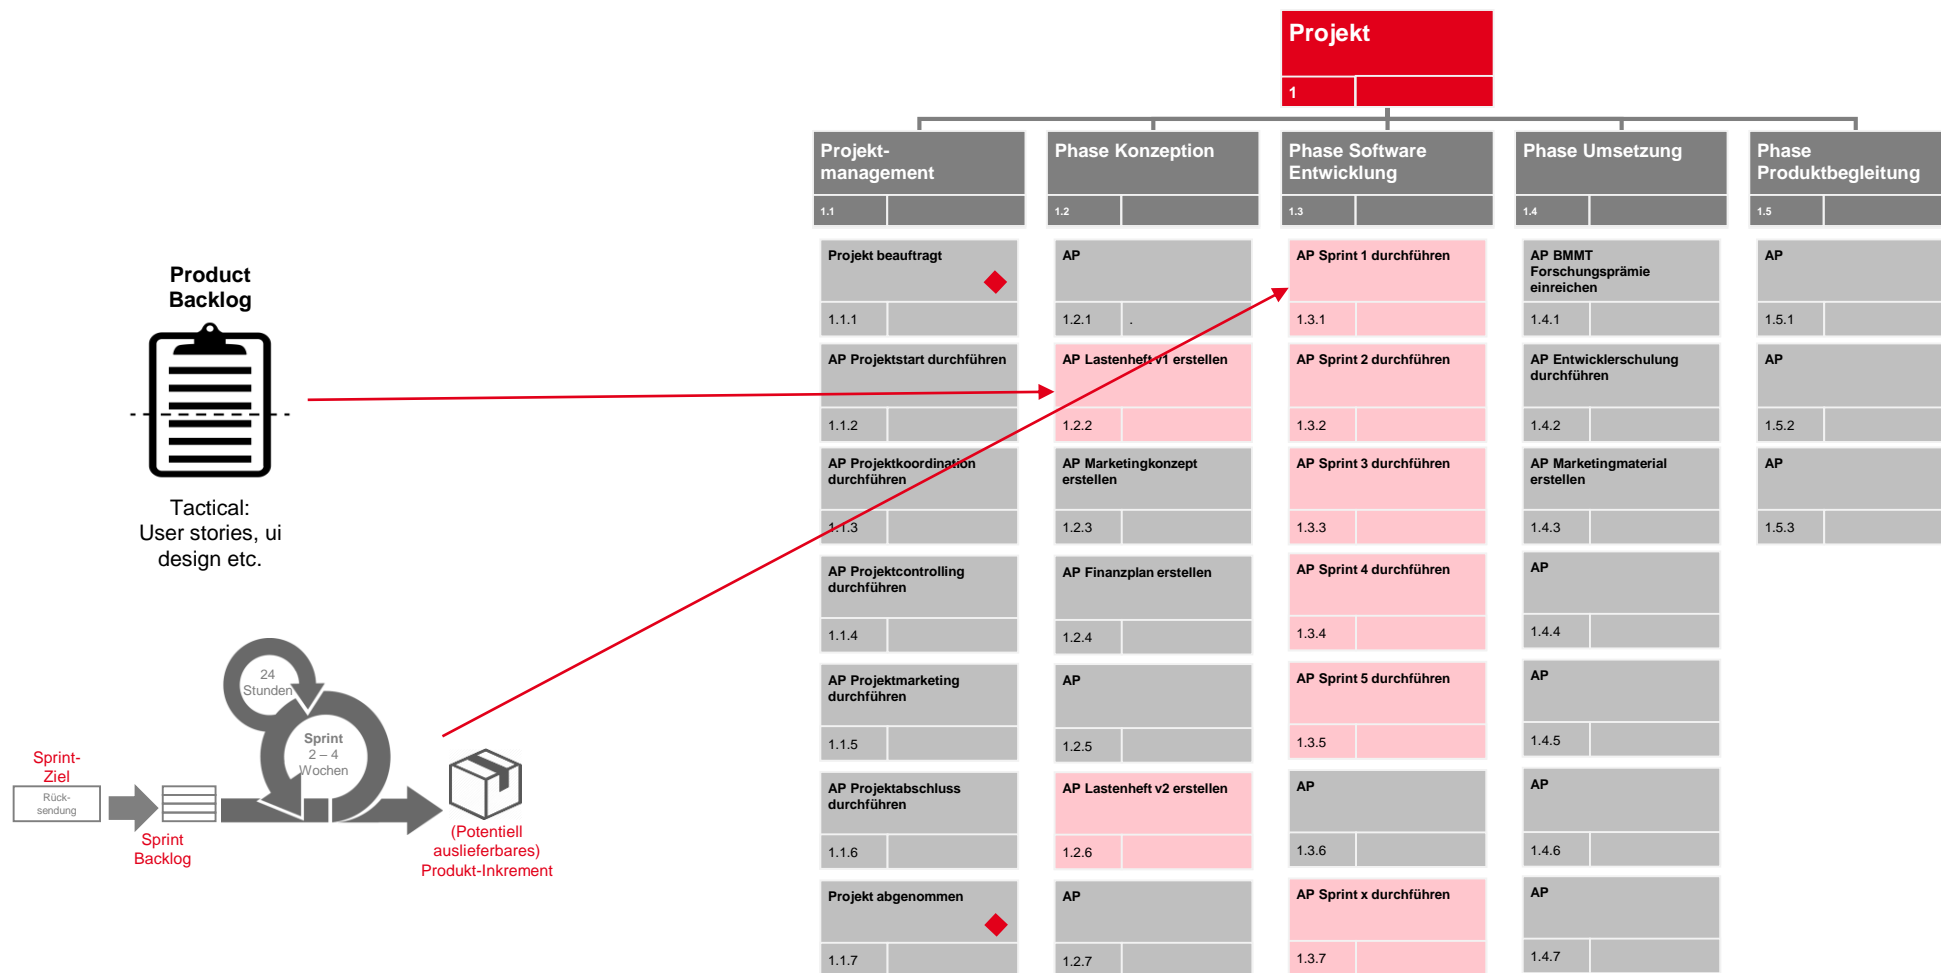 Projekt
1
Projekt-
management
1.1
Phase Konzeption
1.2
Phase Software
Entwicklung
1.3
Phase Umsetzung
1.4
Phase
Produktbegleitung
1.5
Product
Backlog
Tactical:
User stories, ui
design etc.
24
Stunden
Sprint
2 – 4
Wochen
Sprint-
Ziel
Rück-
sendung
Sprint
Backlog
(Potentiell
auslieferbares)
Produkt-Inkrement
Projekt beauftragt
1.1.1
AP Projektstart durchführen
1.1.2
AP Projektkoordination
durchführen
1.1.3
AP Projektcontrolling
durchführen
1.1.4
AP Projektmarketing
durchführen
1.1.5
AP Projektabschluss
durchführen
1.1.6
Projekt abgenommen
1.1.7
AP
1.2.1 .
AP Lastenheft v1 erstellen
1.2.2
AP Marketingkonzept
erstellen
1.2.3
AP Finanzplan erstellen
1.2.4
AP
1.2.5
AP Lastenheft v2 erstellen
1.2.6
AP
1.2.7
AP Sprint 1 durchführen
1.3.1
AP Sprint 2 durchführen
1.3.2
AP Sprint 3 durchführen
1.3.3
AP Sprint 4 durchführen
1.3.4
AP Sprint 5 durchführen
1.3.5
AP
1.3.6
AP Sprint x durchführen
1.3.7
AP BMMT
Forschungsprämie
einreichen
1.4.1
AP Entwicklerschulung
durchführen
1.4.2
AP Marketingmaterial
erstellen
1.4.3
AP
1.4.4
AP
1.4.5
AP
1.4.6
AP
1.4.7
AP
1.5.1
AP
1.5.2
AP
1.5.3